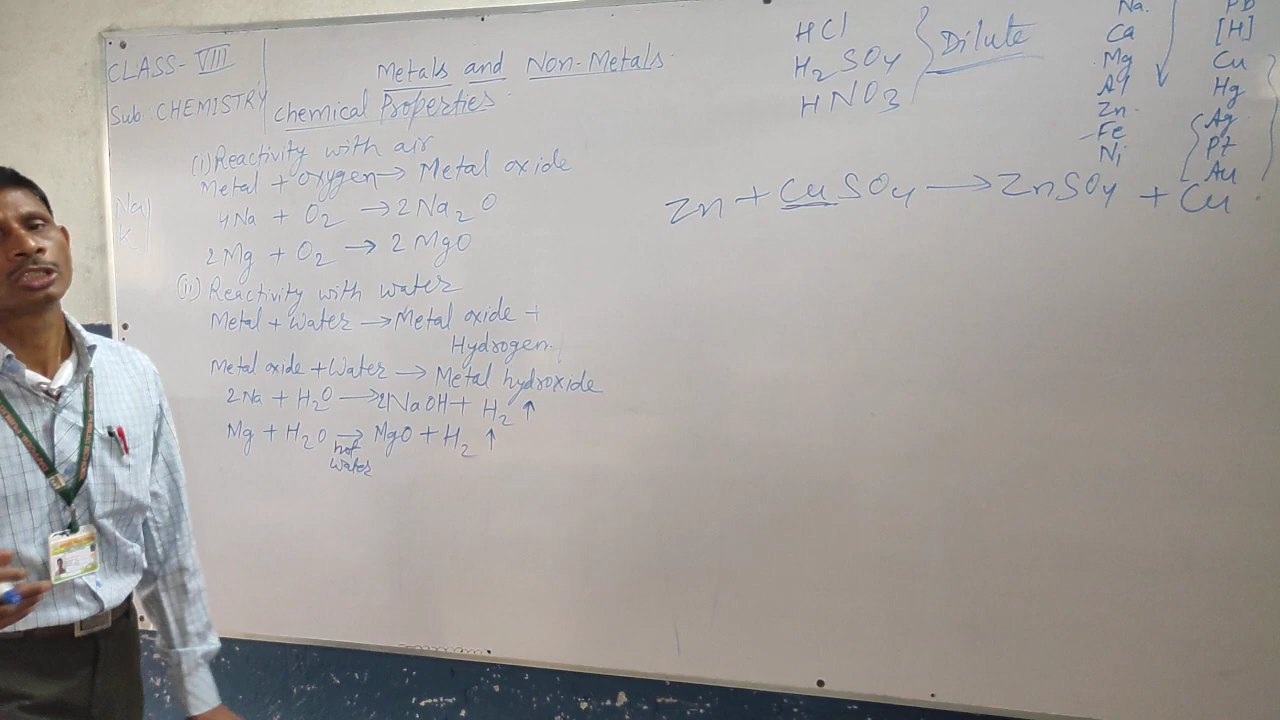 CLASS-VIII
Sub: CHEMISTRY
Metals and Non-Metals
Chemical Properties
(i) Reactivity with air
Metal + Oxygen → Metal oxide
4Na + O₂ → 2Na₂O
2Mg + O₂ → 2MgO
(ii) Reactivity with water
Metal + Water → Metal oxide +
Hydrogen.
Metal oxide + Water → Metal hydroxide
2Na + H₂O → 2NaOH + H₂ ↑
Mg + H₂O → MgO + H₂ ↑
hot
water
Na
K
HCl
H₂SO₄
HNO₃
Dilute
Na
Ca
Mg
Al
Zn
Fe
Ni
Pb
[H]
Cu
Hg
Ag
Pt
Au
Zn + CuSO₄ → ZnSO₄ + Cu